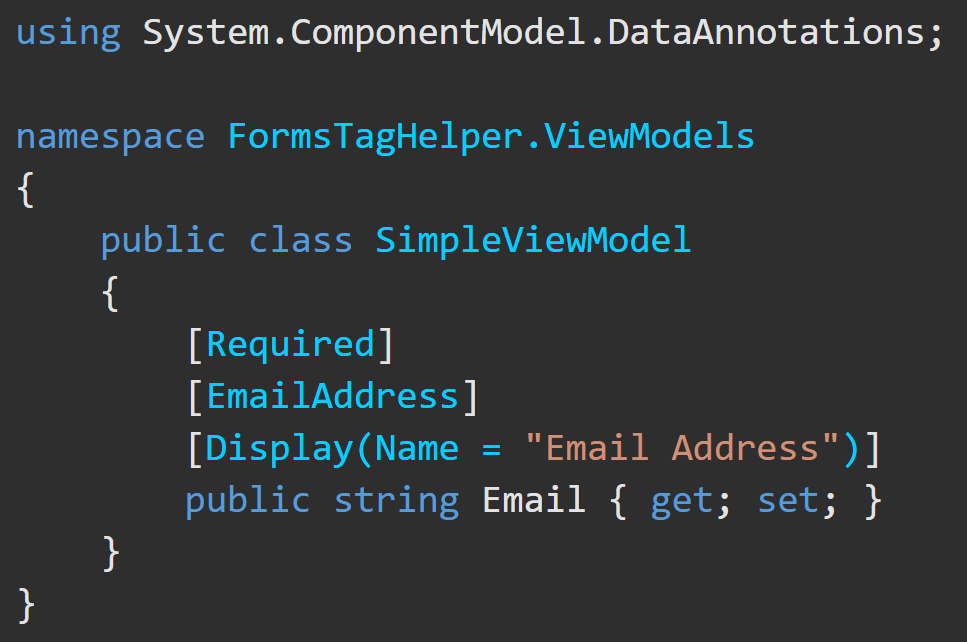 using System.ComponentModel.DataAnnotations;
namespace FormsTagHelper.ViewModels
{
public class SimpleViewModel
{
[Required]
[EmailAddress]
[Display(Name = "Email Address")]
public string Email { get; set; }
}
}